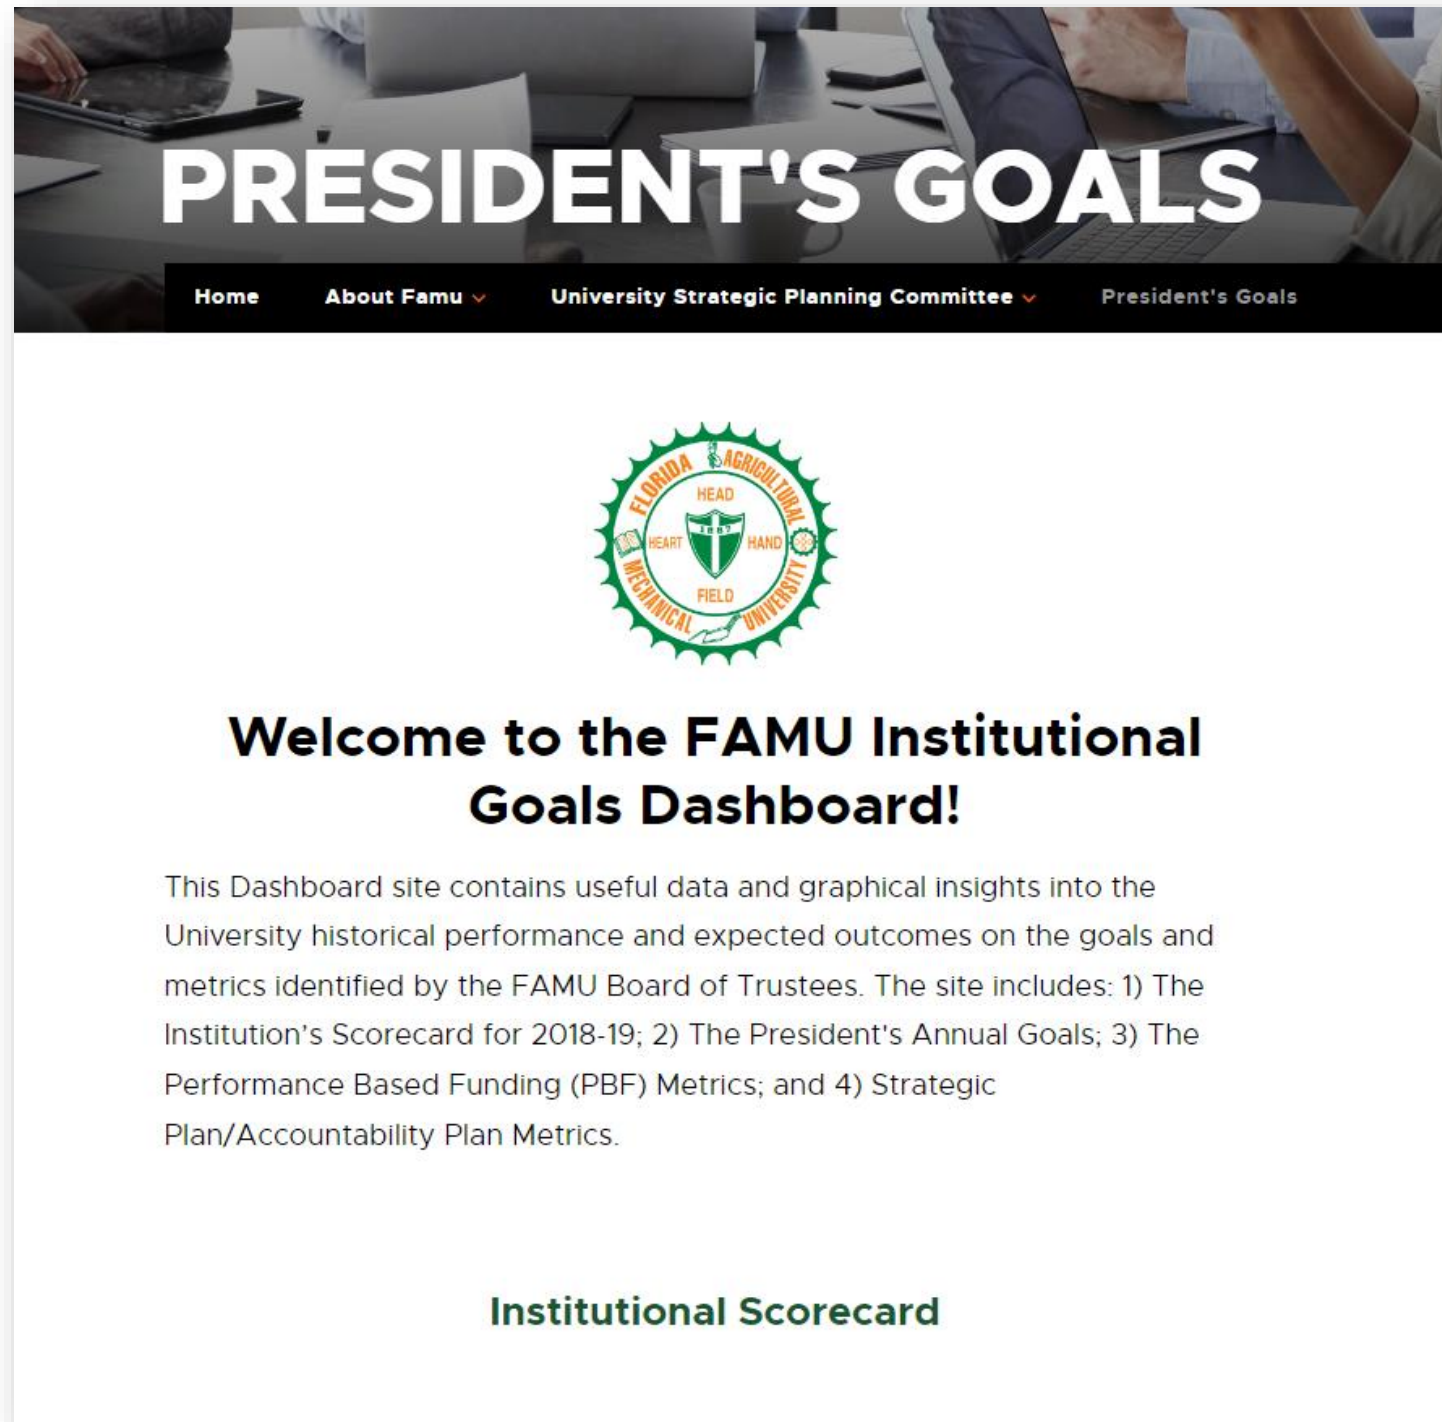 PRESIDENT'S GOALS
Home About Famu University Strategic Planning Committee President's Goals
FLORIDA AGRICULTURAL
HEAD
1887
HEART HAND
FIELD
MECHANICAL UNIVERSITY
Welcome to the FAMU Institutional
Goals Dashboard!
This Dashboard site contains useful data and graphical insights into the
University historical performance and expected outcomes on the goals and
metrics identified by the FAMU Board of Trustees. The site includes: 1) The
Institution's Scorecard for 2018-19; 2) The President's Annual Goals; 3) The
Performance Based Funding (PBF) Metrics; and 4) Strategic
Plan/Accountability Plan Metrics.
Institutional Scorecard